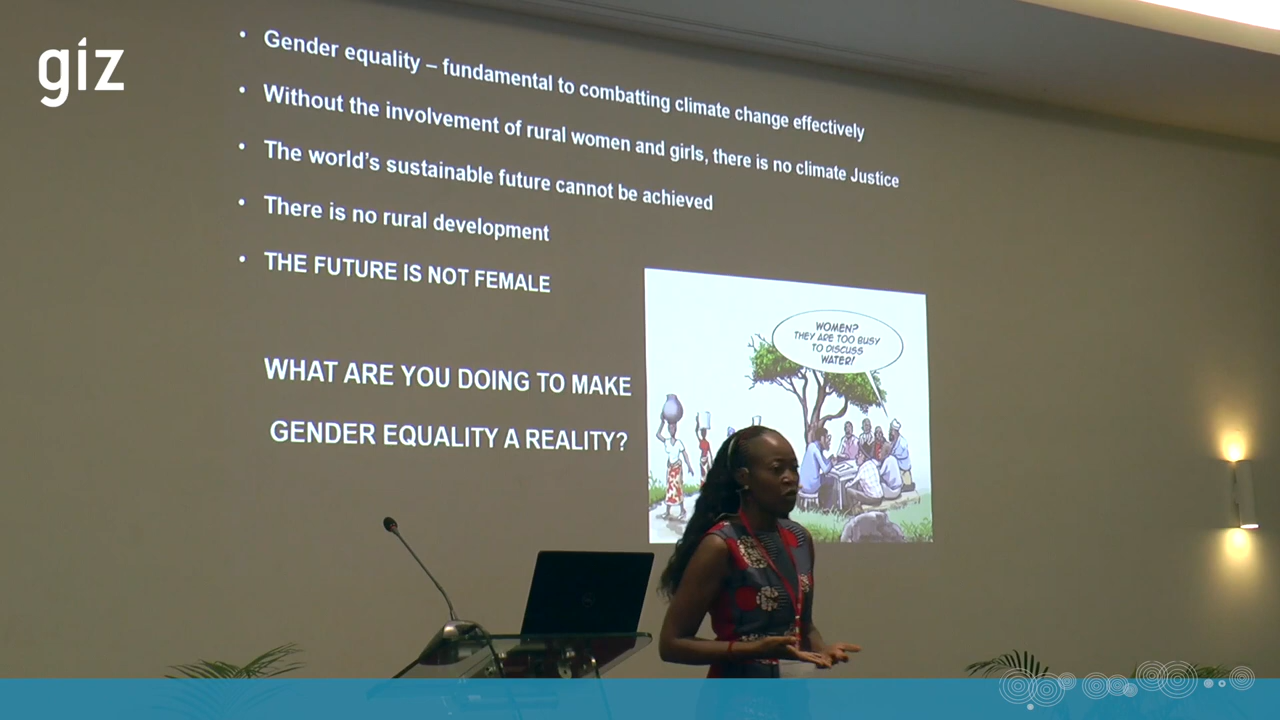 giz
• Gender equality – fundamental to combatting climate change effectively
• Without the involvement of rural women and girls, there is no climate Justice
• The world's sustainable future cannot be achieved
• There is no rural development
• THE FUTURE IS NOT FEMALE
WHAT ARE YOU DOING TO MAKE
GENDER EQUALITY A REALITY?
WOMEN?
THEY ARE TOO BUSY
TO DISCUSS
WATER!